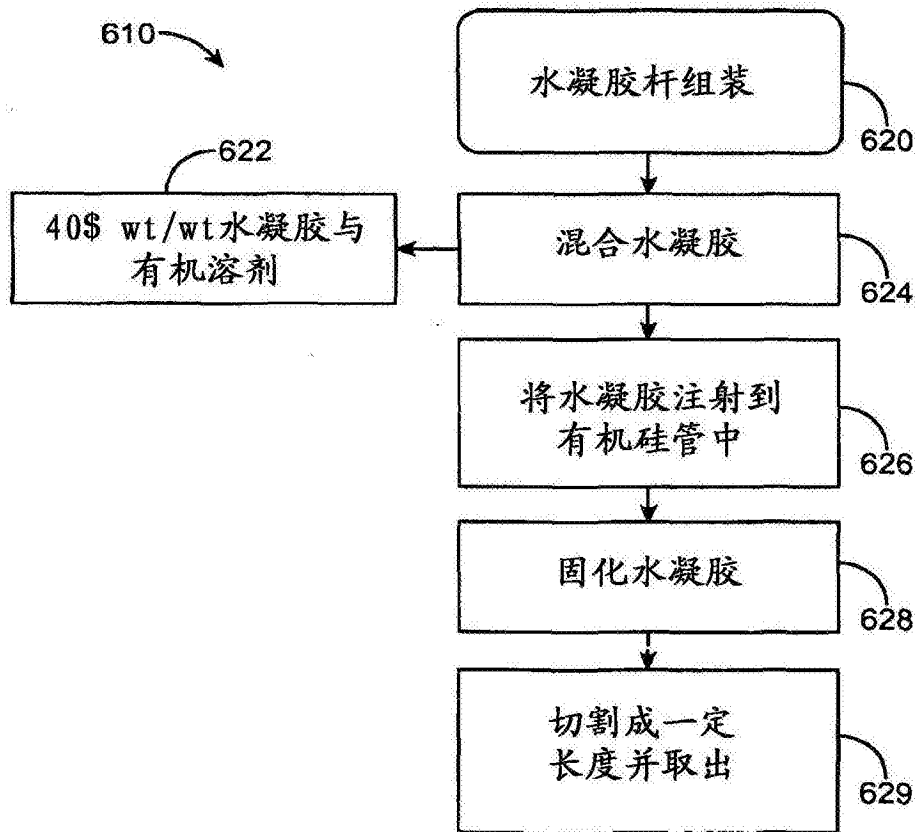 610
水凝胶杆组装
620
622
40$ wt/wt水凝胶与
有机溶剂
混合水凝胶
624
将水凝胶注射到
有机硅管中
626
固化水凝胶
628
切割成一定
长度并取出
629